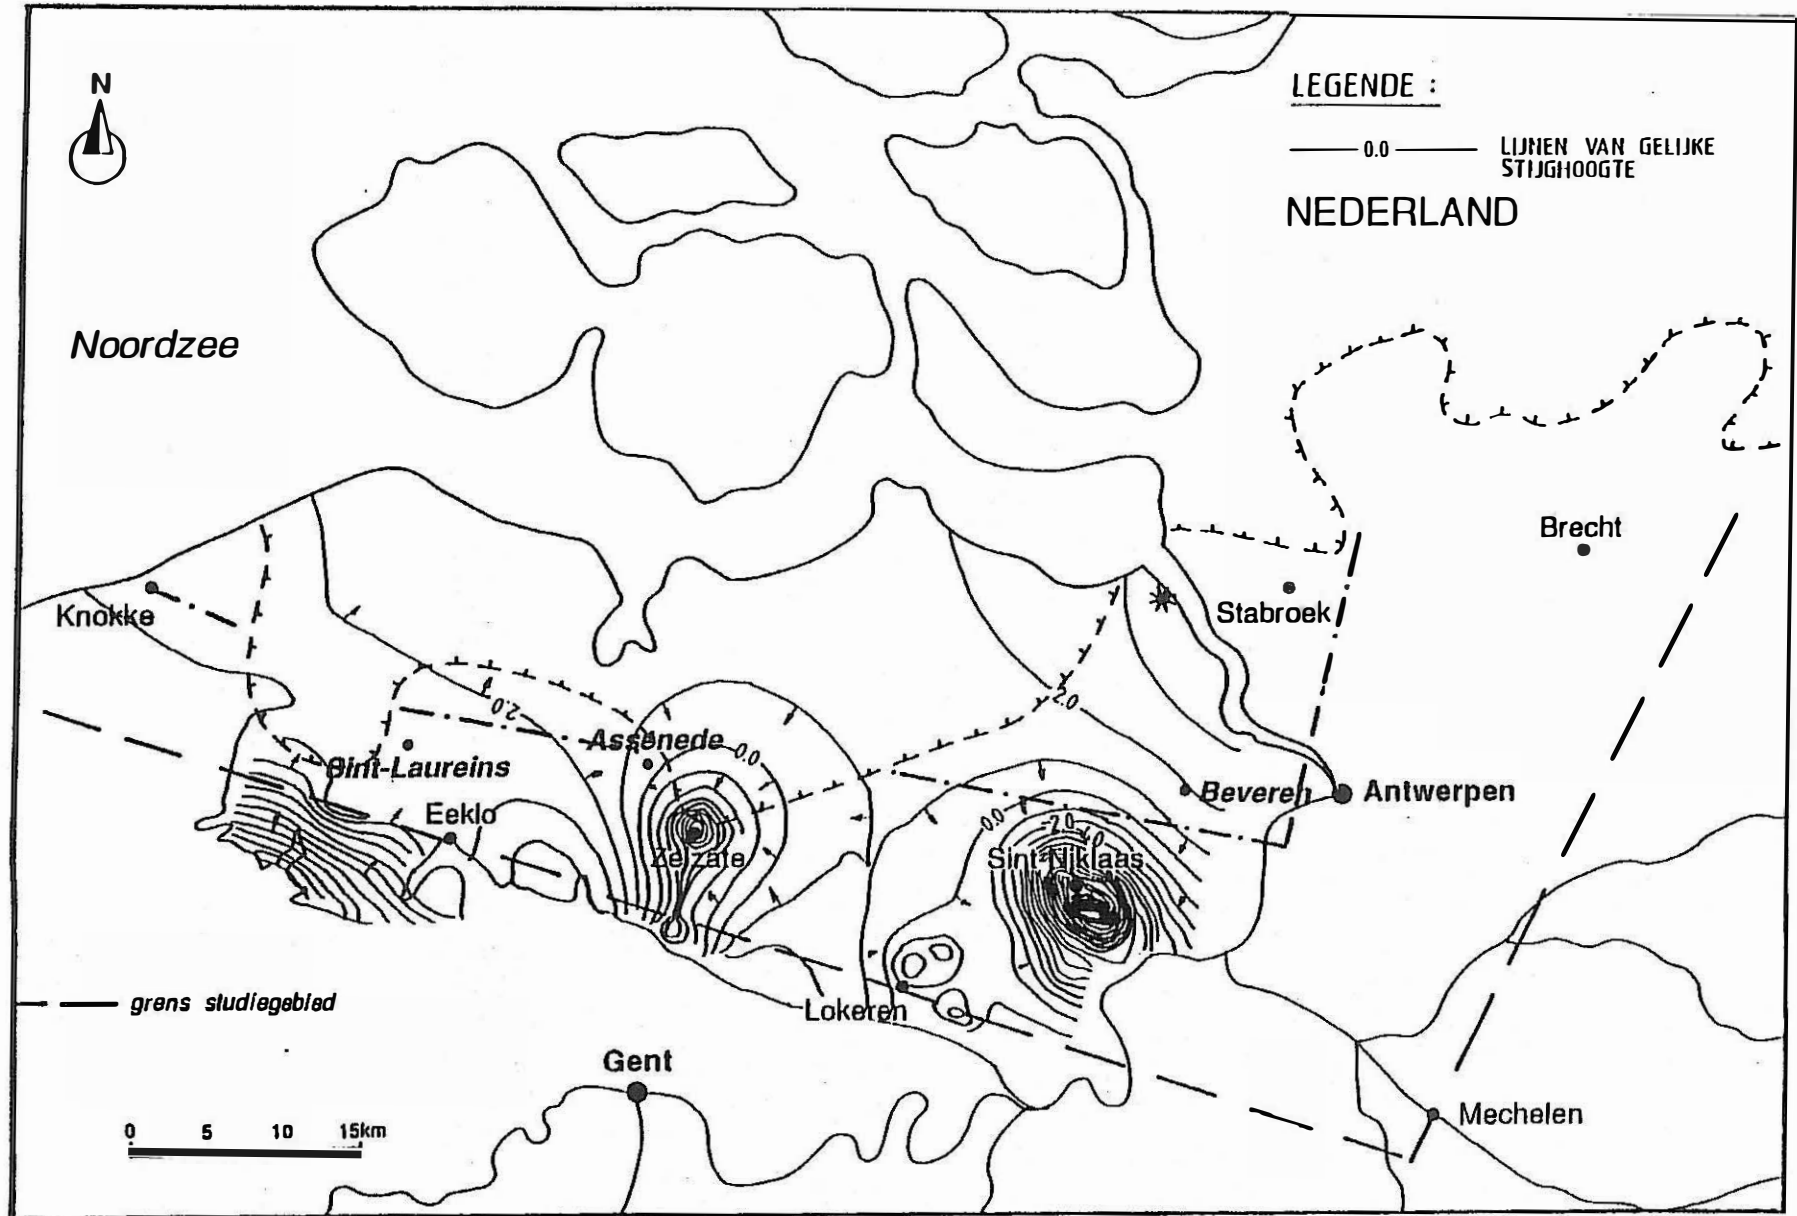 N
LEGENDE :
0.0 LIJNEN VAN GELIJKE
STIJGHOOGTE
NEDERLAND
Noordzee
Brecht
Knokke
Stabroek
2.0
2.0
Assenede
0.0
Sint-Laureins
Beveren
Antwerpen
Eeklo
0.0
-2.0
-4.0
Zelzate
Sint-Niklaas
grens studiegebied
Lokeren
Gent
Mechelen
0 5 10 15km